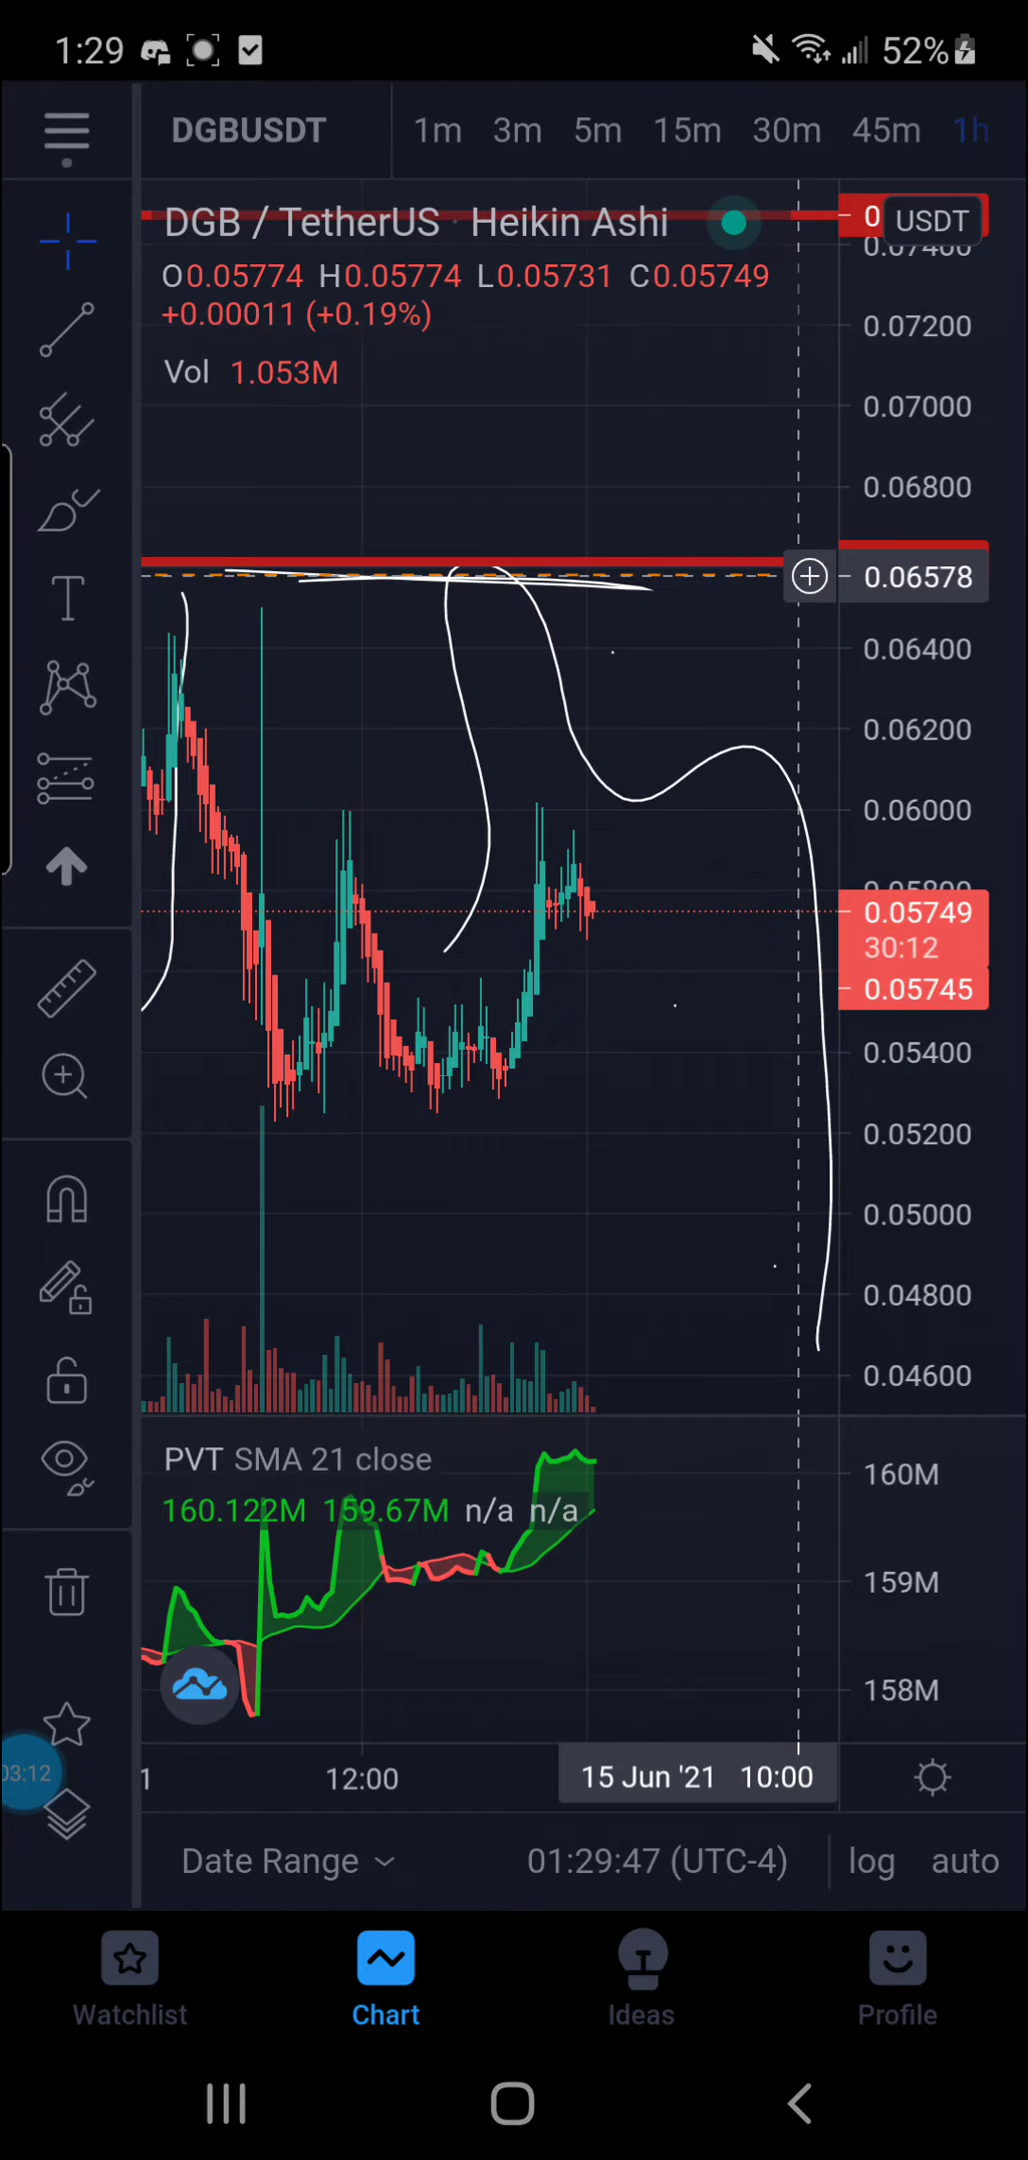 1:29 52%
DGBUSDT 1m 3m 5m 15m 30m 45m 1h
DGB / TetherUS · Heikin Ashi
0 USDT
O0.05774 H0.05774 L0.05731 C0.05749
+0.00011 (+0.19%)
Vol 1.053M
0.07400
0.07200
0.07000
0.06800
0.06578
0.06400
0.06200
0.06000
0.05800
0.05749
30:12
0.05745
0.05400
0.05200
0.05000
0.04800
0.04600
PVT SMA 21 close
160.122M 159.67M n/a n/a
160M
159M
158M
03:12
1 12:00 15 Jun '21 10:00
Date Range 01:29:47 (UTC-4) log auto
Watchlist Chart Ideas Profile